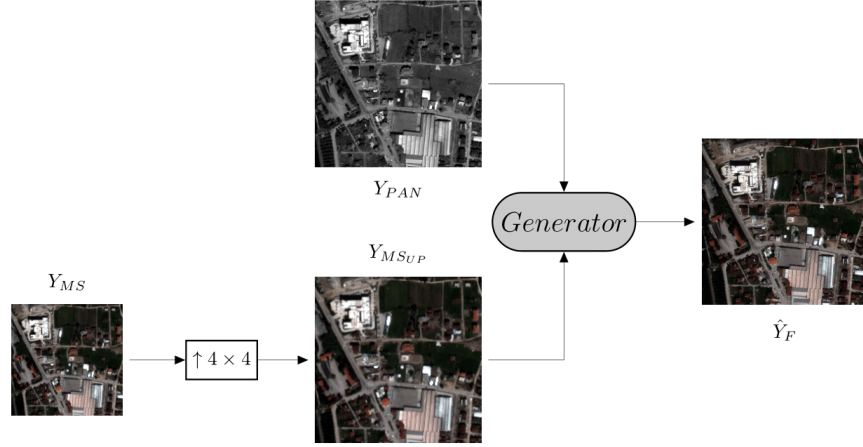 Y_{PAN}
Generator
Y_{MS_{UP}}
Y_{MS}
↑ 4 × 4
Ŷ_F